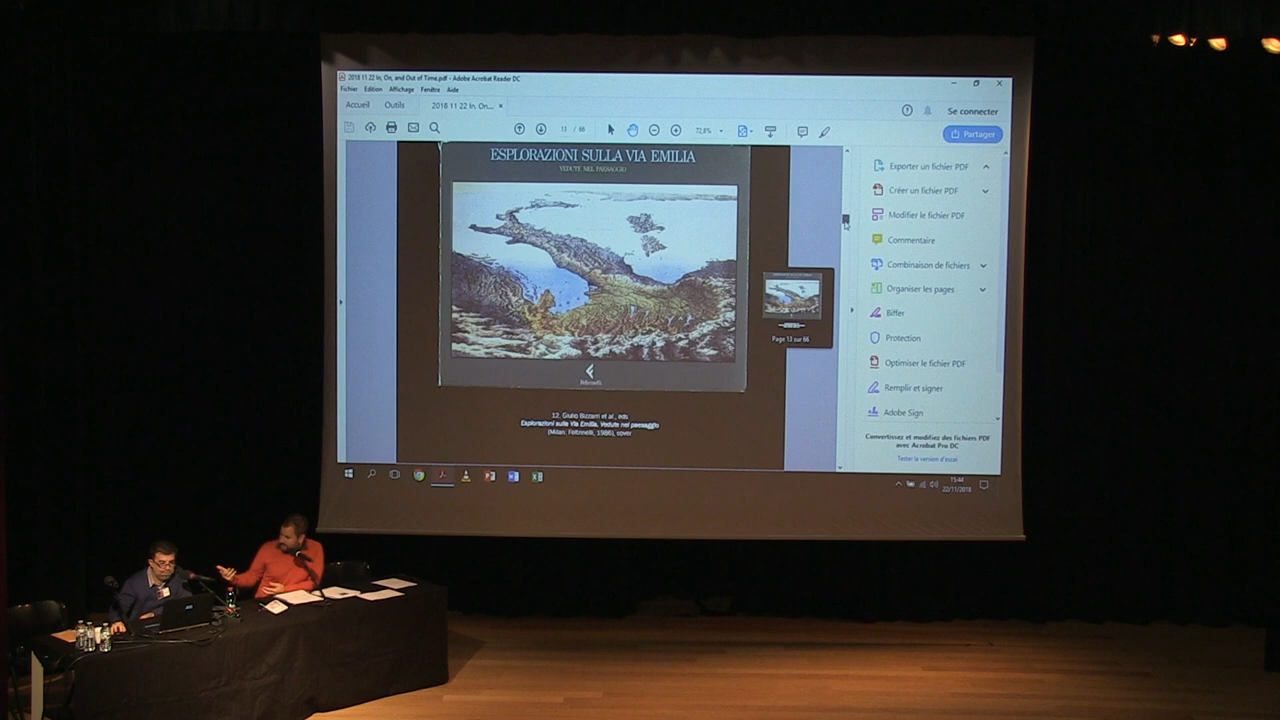 2018 11 22 In, On, and Out of Time.pdf - Adobe Acrobat Reader DC
Fichier Edition Affichage Fenêtre Aide
Accueil Outils 2018 11 22 In, On... ×
Se connecter
13 / 66 72,8%
Partager
ESPLORAZIONI SULLA VIA EMILIA
VEDUTE NEL PAESAGGIO
Exporter un fichier PDF
Créer un fichier PDF
Modifier le fichier PDF
Commentaire
Combinaison de fichiers
Organiser les pages
Biffer
Protection
Optimiser le fichier PDF
Remplir et signer
Adobe Sign
Page 13 sur 66
Feltrinelli
12. Giulio Bizzarri et al., eds
Esplorazioni sulla Via Emilia. Vedute nel paesaggio
(Milan: Feltrinelli, 1986), cover
Convertissez et modifiez des fichiers PDF
avec Acrobat Pro DC
Tester la version d'essai
15:44
22/11/2018